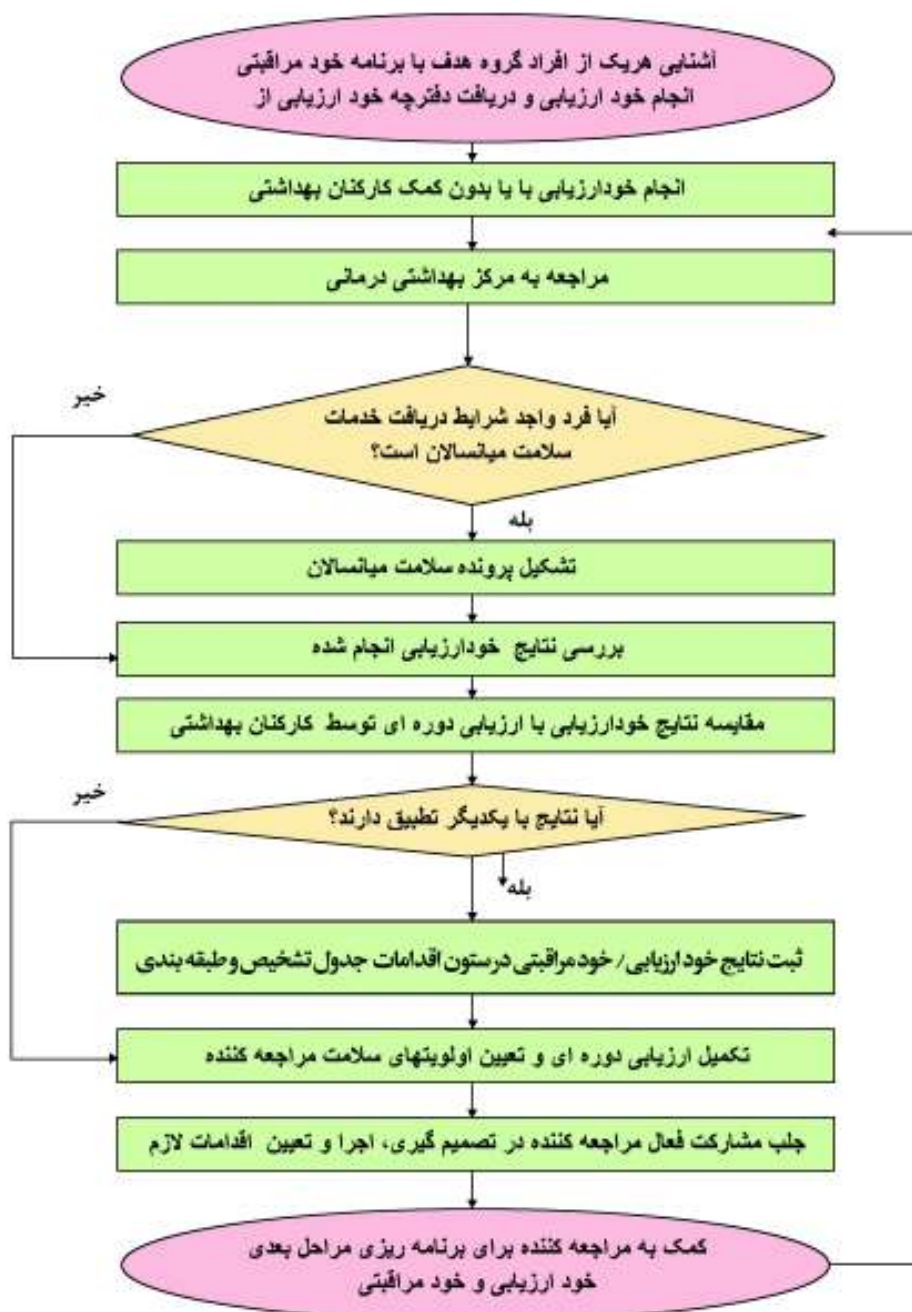 آشنایی هریک از افراد گروه هدف با برنامه خود مراقبتی
انجام خود ارزیابی و دریافت دفترچه خود ارزیابی از
انجام خودارزیابی با یا بدون کمک کارکنان بهداشتی
مراجعه به مرکز بهداشتی درمانی
خیر
آیا فرد واجد شرایط دریافت خدمات
سلامت میانسالان است؟
بله
تشکیل پرونده سلامت میانسالان
بررسی نتایج خودارزیابی انجام شده
مقایسه نتایج خودارزیابی با ارزیابی دوره ای توسط کارکنان بهداشتی
خیر
آیا نتایج با یکدیگر تطبیق دارند؟
بله
ثبت نتایج خود ارزیابی/ خود مراقبتی در ستون اقدامات جدول تشخیص و طبقه بندی
تکمیل ارزیابی دوره ای و تعیین اولویتهای سلامت مراجعه کننده
جلب مشارکت فعال مراجعه کننده در تصمیم گیری، اجرا و تعیین اقدامات لازم
کمک به مراجعه کننده برای برنامه ریزی مراحل بعدی
خود ارزیابی و خود مراقبتی